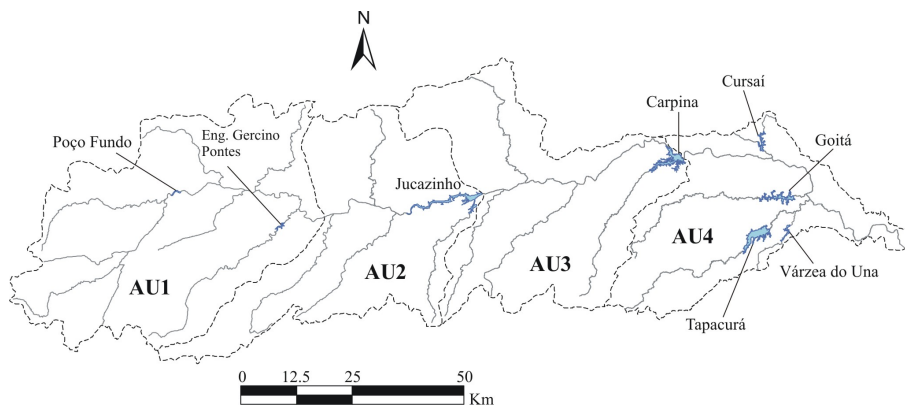 N
Cursaí
Carpina
Poço Fundo
Eng. Gercino
Pontes
Goitá
Jucazinho
AU1
AU2
AU3
AU4
Várzea do Una
Tapacurá
0 12.5 25 50
Km